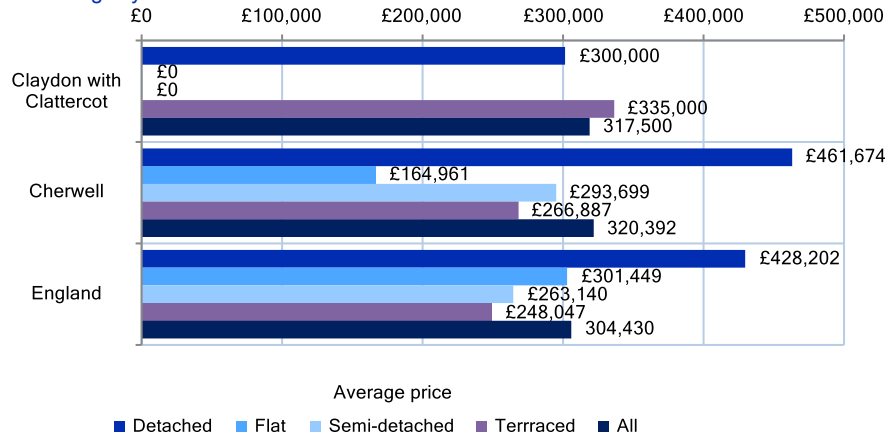 £0 £100,000 £200,000 £300,000 £400,000 £500,000
Claydon with
Clattercot
£300,000
£0
£0
£335,000
317,500
Cherwell
£461,674
£164,961
£293,699
£266,887
320,392
England
£428,202
£301,449
£263,140
£248,047
304,430
Average price
Detached Flat Semi-detached Terrraced All